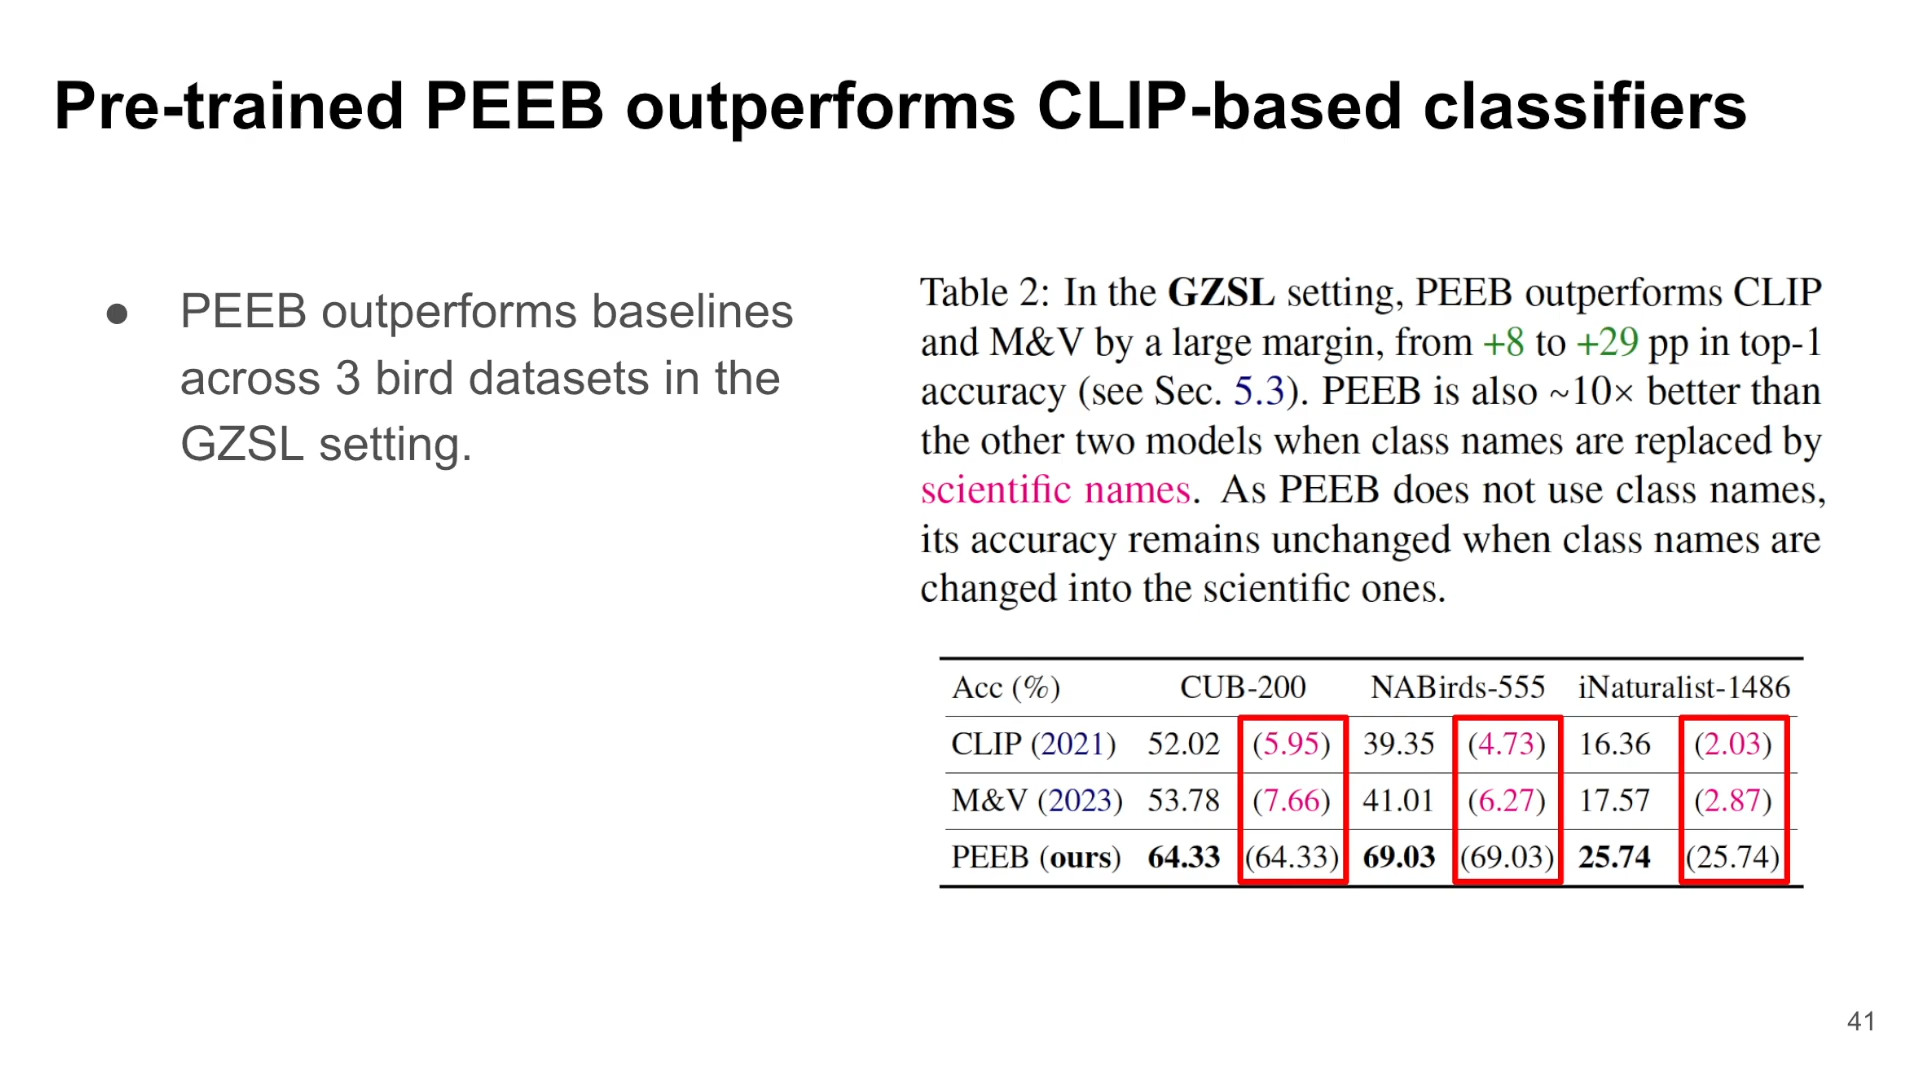 Pre-trained PEEB outperforms CLIP-based classifiers
● PEEB outperforms baselines
across 3 bird datasets in the
GZSL setting.
Table 2: In the GZSL setting, PEEB outperforms CLIP
and M&V by a large margin, from +8 to +29 pp in top-1
accuracy (see Sec. 5.3). PEEB is also ~10× better than
the other two models when class names are replaced by
scientific names. As PEEB does not use class names,
its accuracy remains unchanged when class names are
changed into the scientific ones.
Acc (%) CUB-200 NABirds-555 iNaturalist-1486
CLIP (2021) 52.02 (5.95) 39.35 (4.73) 16.36 (2.03)
M&V (2023) 53.78 (7.66) 41.01 (6.27) 17.57 (2.87)
PEEB (ours) 64.33 (64.33) 69.03 (69.03) 25.74 (25.74)
41